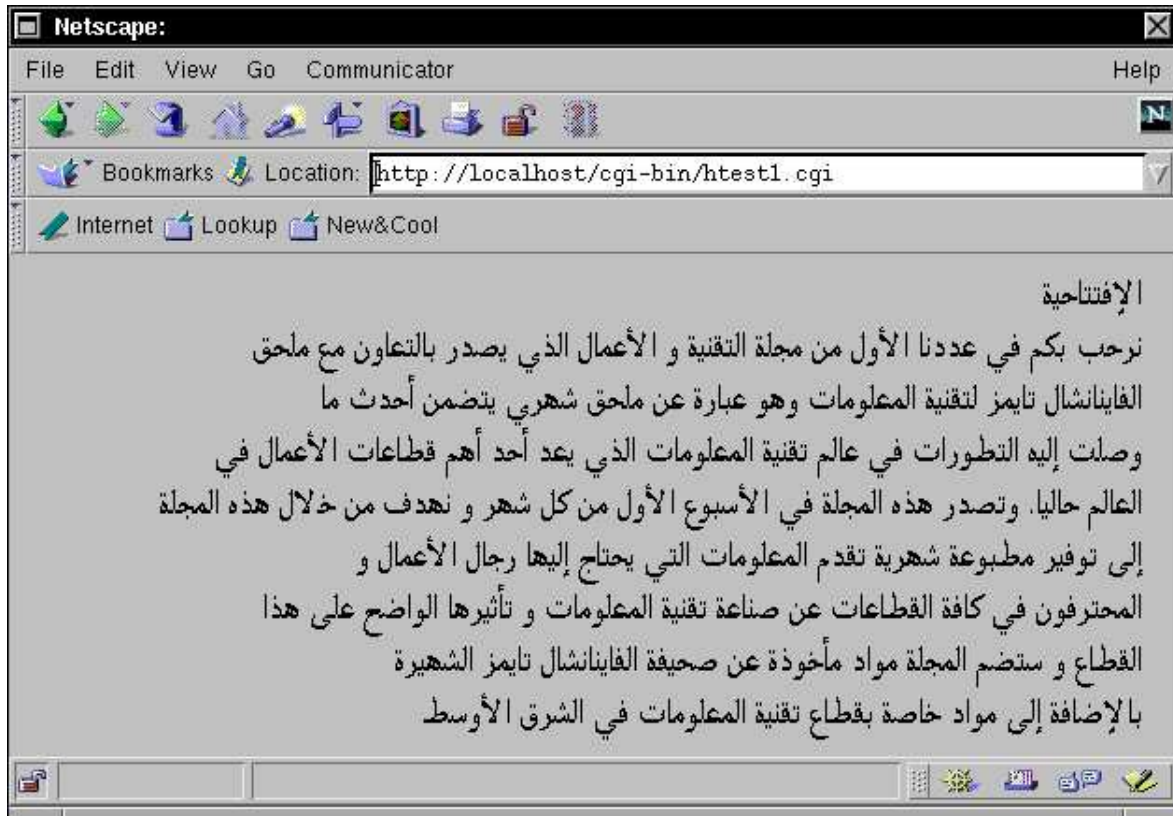 Netscape:
File Edit View Go Communicator Help
N
Bookmarks Location: http://localhost/cgi-bin/htest1.cgi
Internet Lookup New&Cool
الإفتتاحية
نرحب بكم في عددنا الأول من مجلة التقنية و الأعمال الذي يصدر بالتعاون مع ملحق
الفاينانشال تايمز لتقنية المعلومات وهو عبارة عن ملحق شهري يتضمن أحدث ما
وصلت إليه التطورات في عالم تقنية المعلومات الذي يعد أحد أهم قطاعات الأعمال في
العالم حاليا. وتصدر هذه المجلة في الأسبوع الأول من كل شهر و نهدف من خلال هذه المجلة
إلى توفير مطبوعة شهرية تقدم المعلومات التي يحتاج إليها رجال الأعمال و
المحترفون في كافة القطاعات عن صناعة تقنية المعلومات و تأثيرها الواضح على هذا
القطاع و ستضم المجلة مواد مأخوذة عن صحيفة الفاينانشال تايمز الشهيرة
بالإضافة إلى مواد خاصة بقطاع تقنية المعلومات في الشرق الأوسط